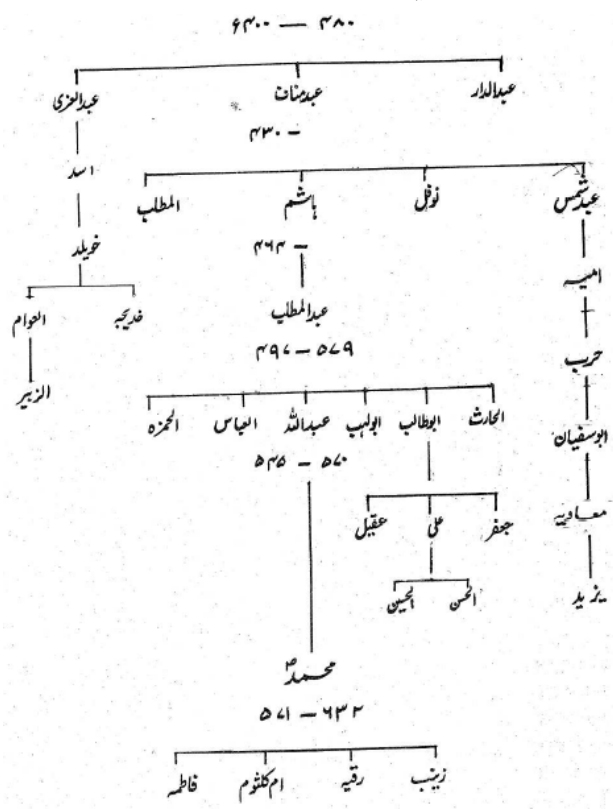 ۶۴۰۰ — ۴۸۰
عبدالدار عبدمناف عبدالعزی
۴۳۰ –
عبدشمس نوفل ہاشم المطلب اسد
۴۶۴ – خویلد
امیہ
عبدالمطلب خدیجہ العوام
۴۹۷ – ۵۷۹ حرب
الزبیر
الحارث ابوطالب ابولہب عبداللہ العباس الحمزہ
ابوسفیان
۵۴۵ – ۵۷۰
معاویہ
جعفر علی عقیل
یزید
الحسن الحسین
محمدؐ
۵۷۱ – ۶۳۲
زینب رقیہ ام کلثوم فاطمہ